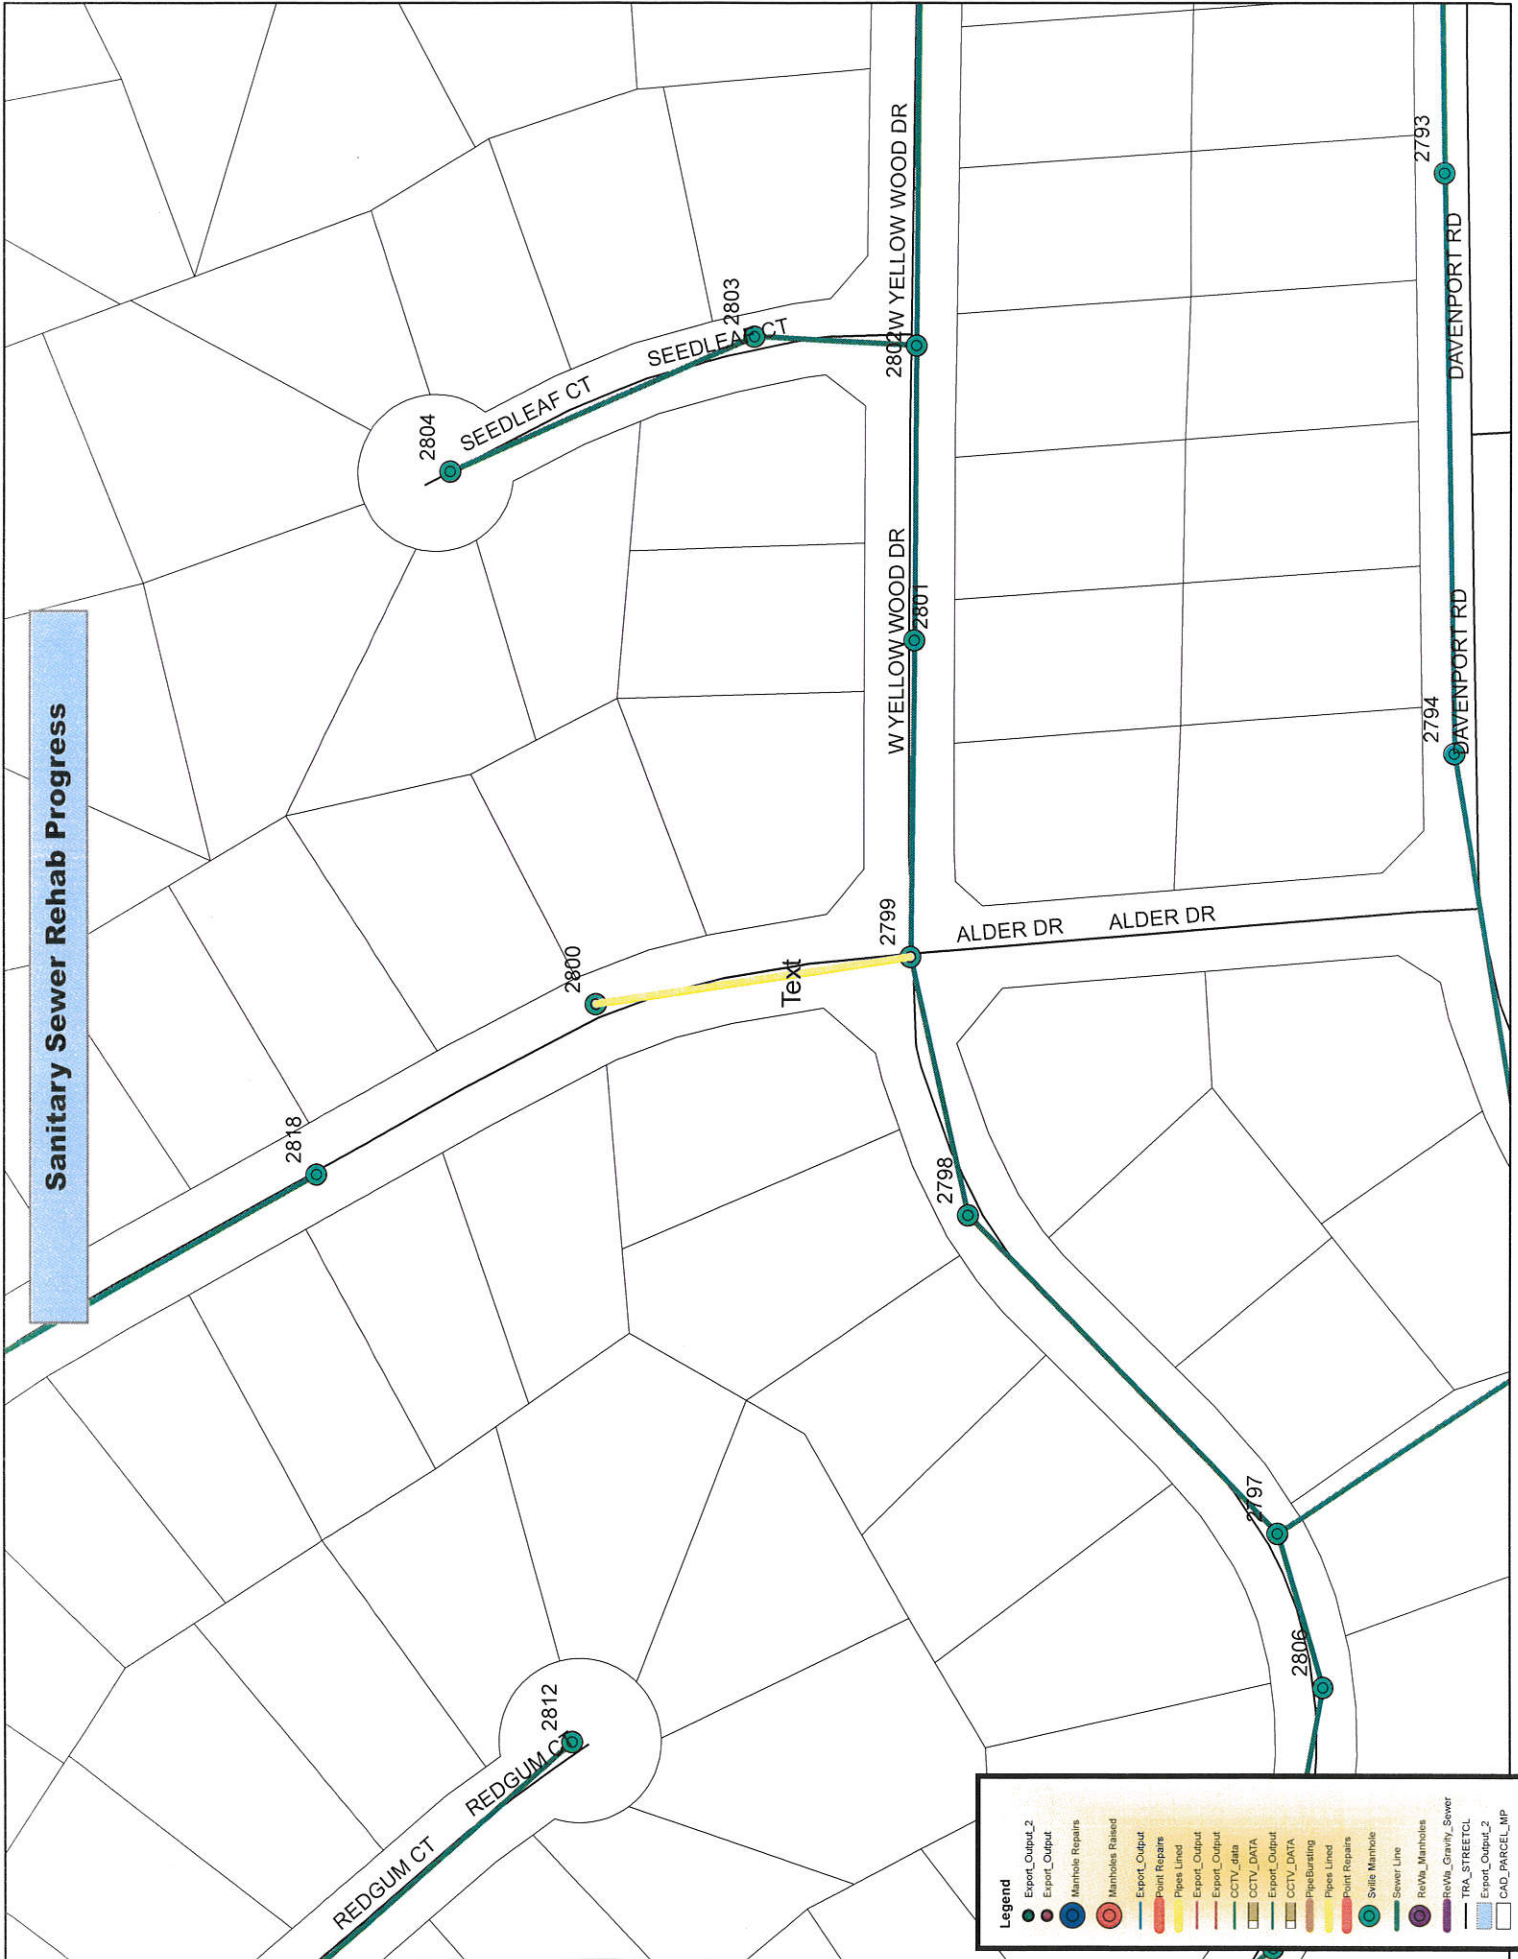 Sanitary Sewer Rehab Progress
2793
2803
2804
SEEDLEAF CT
SEEDLEAF CT
2802
W YELLOW WOOD DR
DAVENPORT RD
W YELLOW WOOD DR
2801
2794
DAVENPORT RD
2799
2800
Text
ALDER DR
ALDER DR
2818
2798
2797
2806
2812
REDGUM CT
REDGUM CT
Legend
Export_Output_2
Export_Output
Manhole Repairs
Manholes Raised
Export_Output
Point Repairs
Pipes Lined
Export_Output
Export_Output
CCTV_data
CCTV_DATA
Export_Output
CCTV_DATA
PipeBursting
Pipes Lined
Point Repairs
Sville Manhole
Sewer Line
ReWa_Manholes
ReWa_Gravity_Sewer
TRA_STREETCL
Export_Output_2
CAD_PARCEL_MP